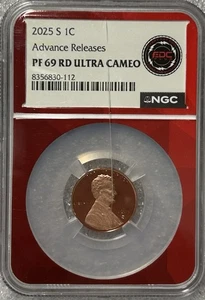 2025 S 1C
Advance Releases
PF 69 RD ULTRA CAMEO
8356830-112
NGC